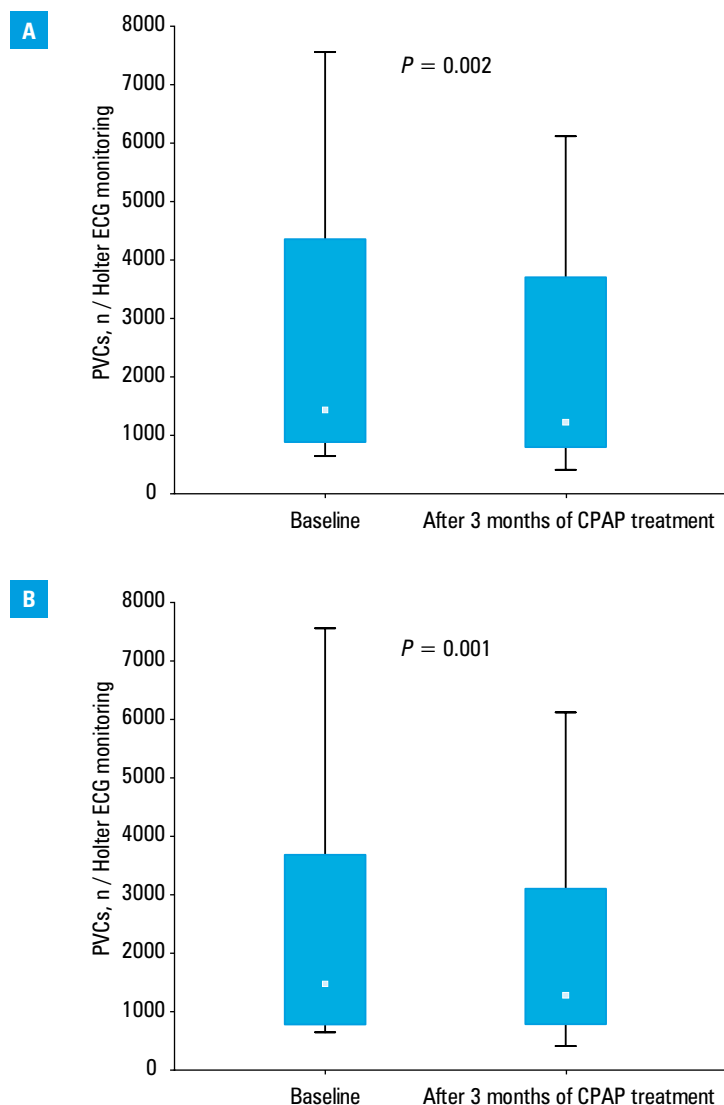 A
P = 0.002
PVCs, n / Holter ECG monitoring
8000
7000
6000
5000
4000
3000
2000
1000
0
Baseline
After 3 months of CPAP treatment
B
P = 0.001
PVCs, n / Holter ECG monitoring
8000
7000
6000
5000
4000
3000
2000
1000
0
Baseline
After 3 months of CPAP treatment